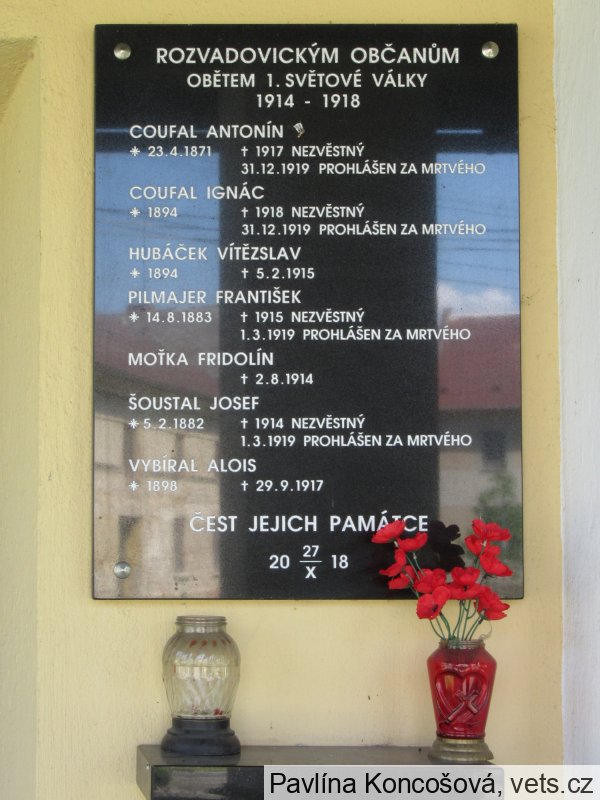 ROZVADOVICKÝM OBČANŮM
OBĚTEM 1. SVĚTOVÉ VÁLKY
1914 - 1918
COUFAL ANTONÍN
* 23.4.1871 † 1917 NEZVĚSTNÝ
31.12.1919 PROHLÁŠEN ZA MRTVÉHO
COUFAL IGNÁC
* 1894 † 1918 NEZVĚSTNÝ
31.12.1919 PROHLÁŠEN ZA MRTVÉHO
HUBÁČEK VÍTĚZSLAV
* 1894 † 5.2.1915
PILMAJER FRANTIŠEK
* 14.8.1883 † 1915 NEZVĚSTNÝ
1.3.1919 PROHLÁŠEN ZA MRTVÉHO
MOŤKA FRIDOLÍN
† 2.8.1914
ŠOUSTAL JOSEF
* 5.2.1882 † 1914 NEZVĚSTNÝ
1.3.1919 PROHLÁŠEN ZA MRTVÉHO
VYBÍRAL ALOIS
* 1898 † 29.9.1917
ČEST JEJICH PAMÁTCE
20 27/X 18
Pavlína Koncošová, vets.cz